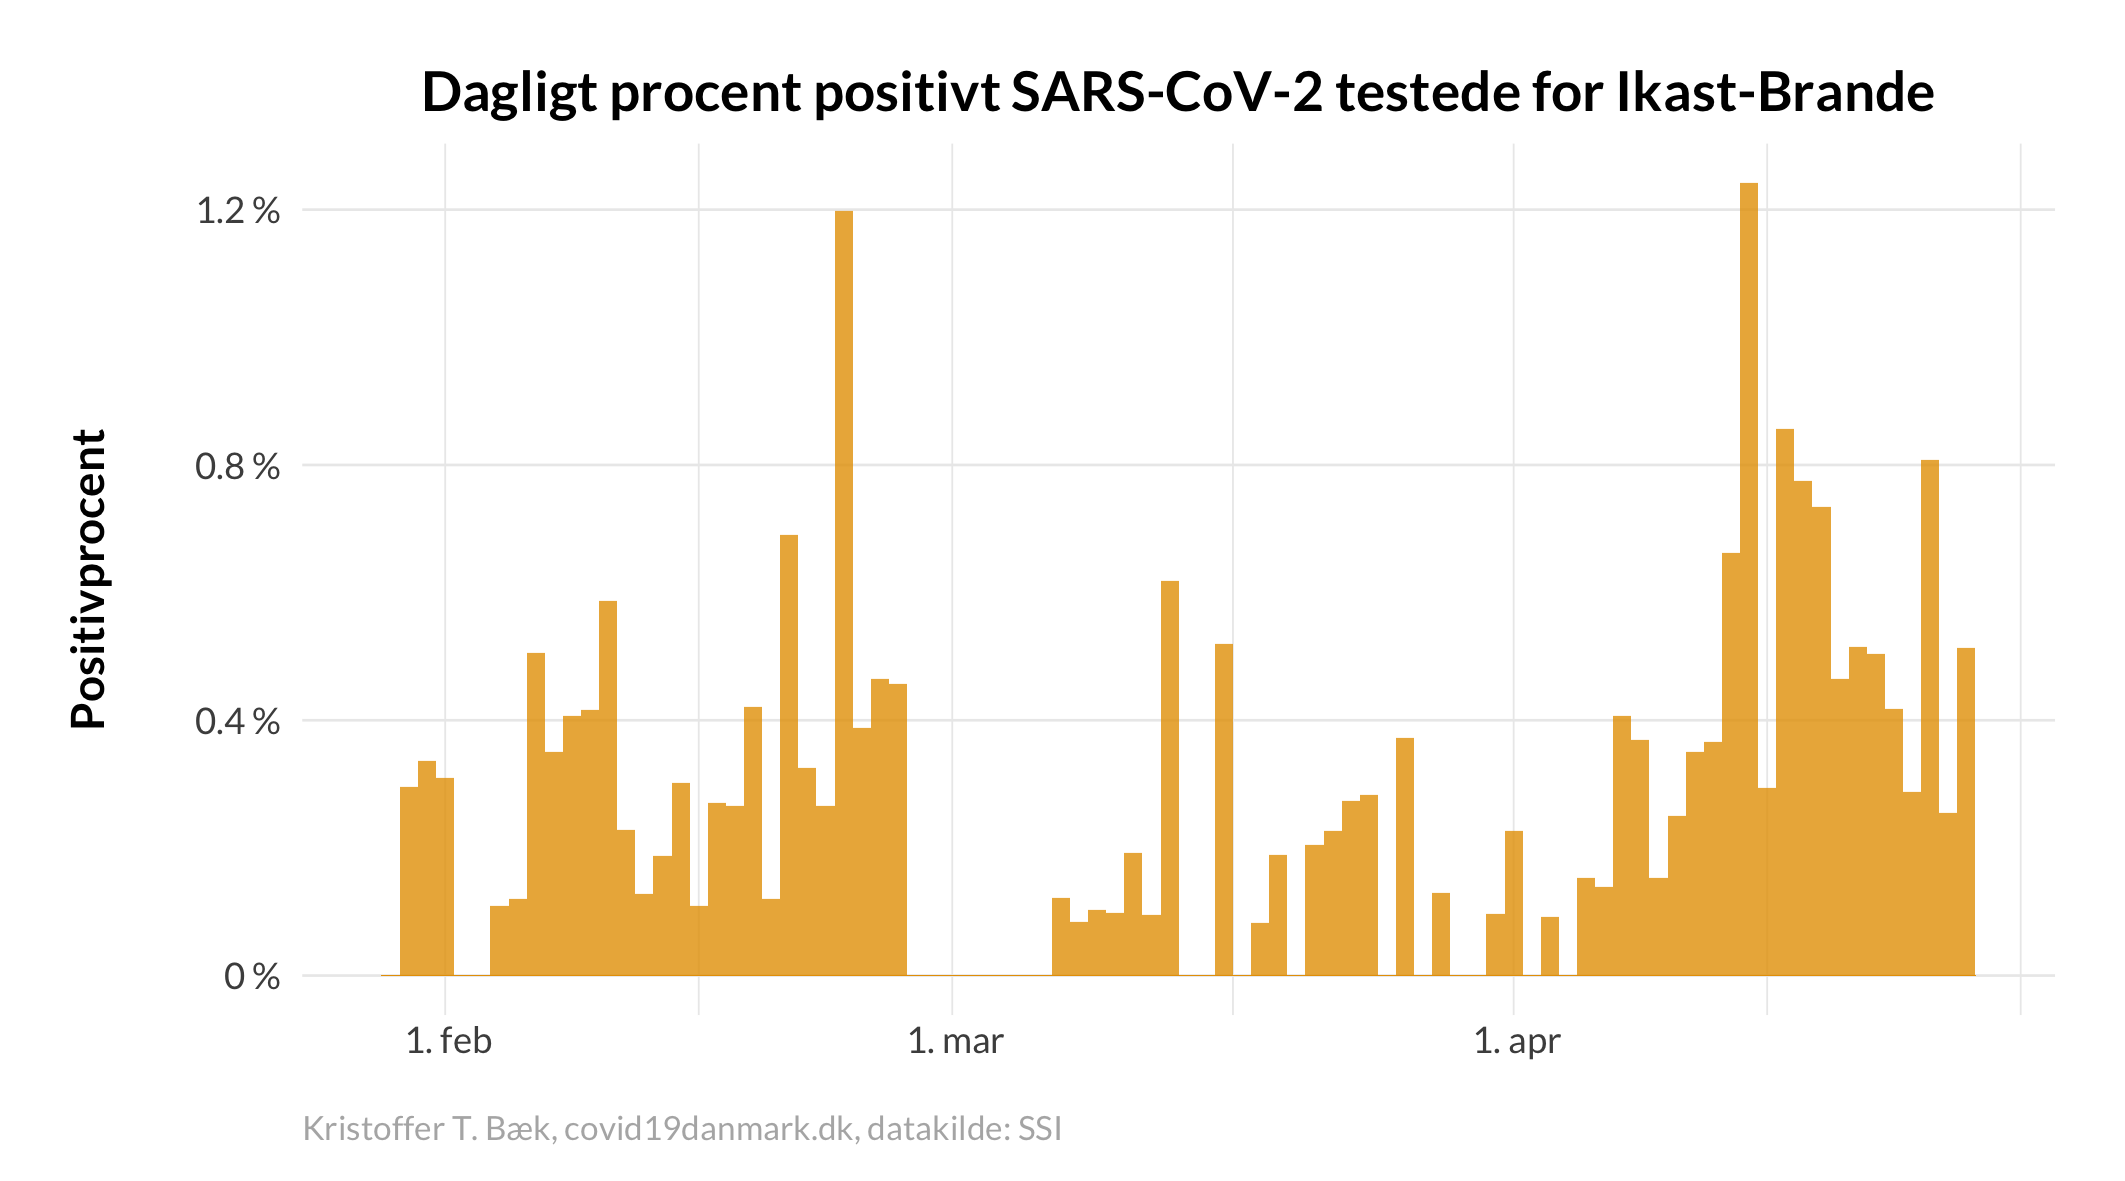 Dagligt procent positivt SARS-CoV-2 testede for Ikast-Brande
Positivprocent
1.2 %
0.8 %
0.4 %
0 %
1. feb
1. mar
1. apr
Kristoffer T. Bæk, covid19danmark.dk, datakilde: SSI